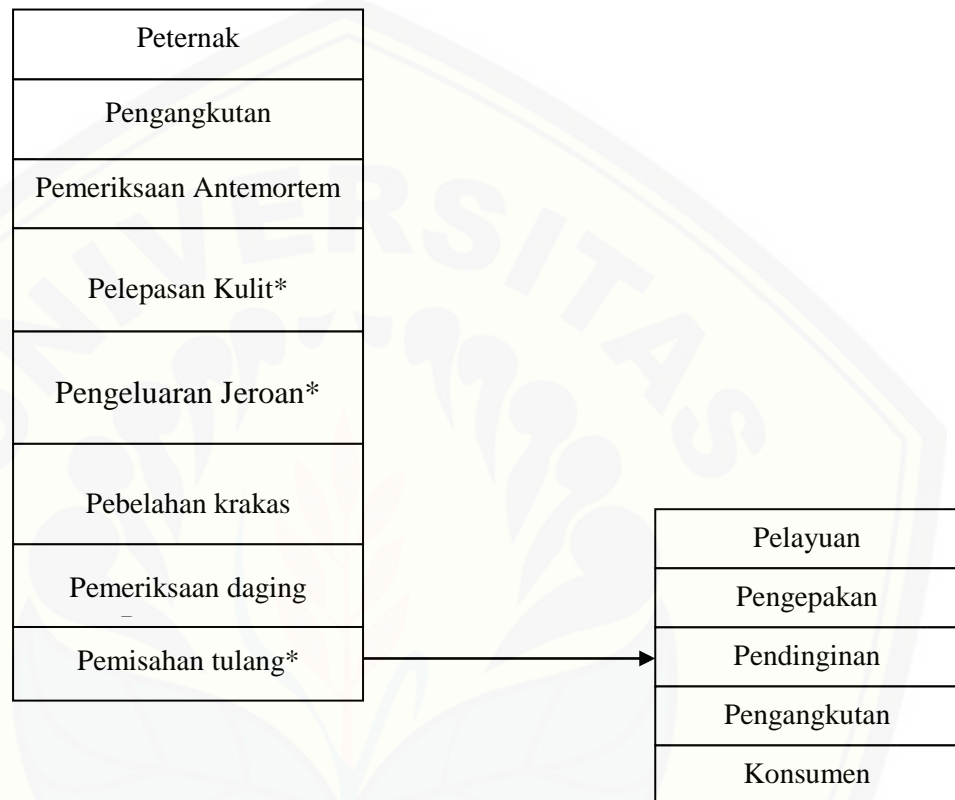 Peternak
Pengangkutan
Pemeriksaan Antemortem
Pelepasan Kulit*
Pengeluaran Jeroan*
Pebelahan krakas
Pemeriksaan daging
Pemisahan tulang*
Pelayuan
Pengepakan
Pendinginan
Pengangkutan
Konsumen
UNIVERSITAS